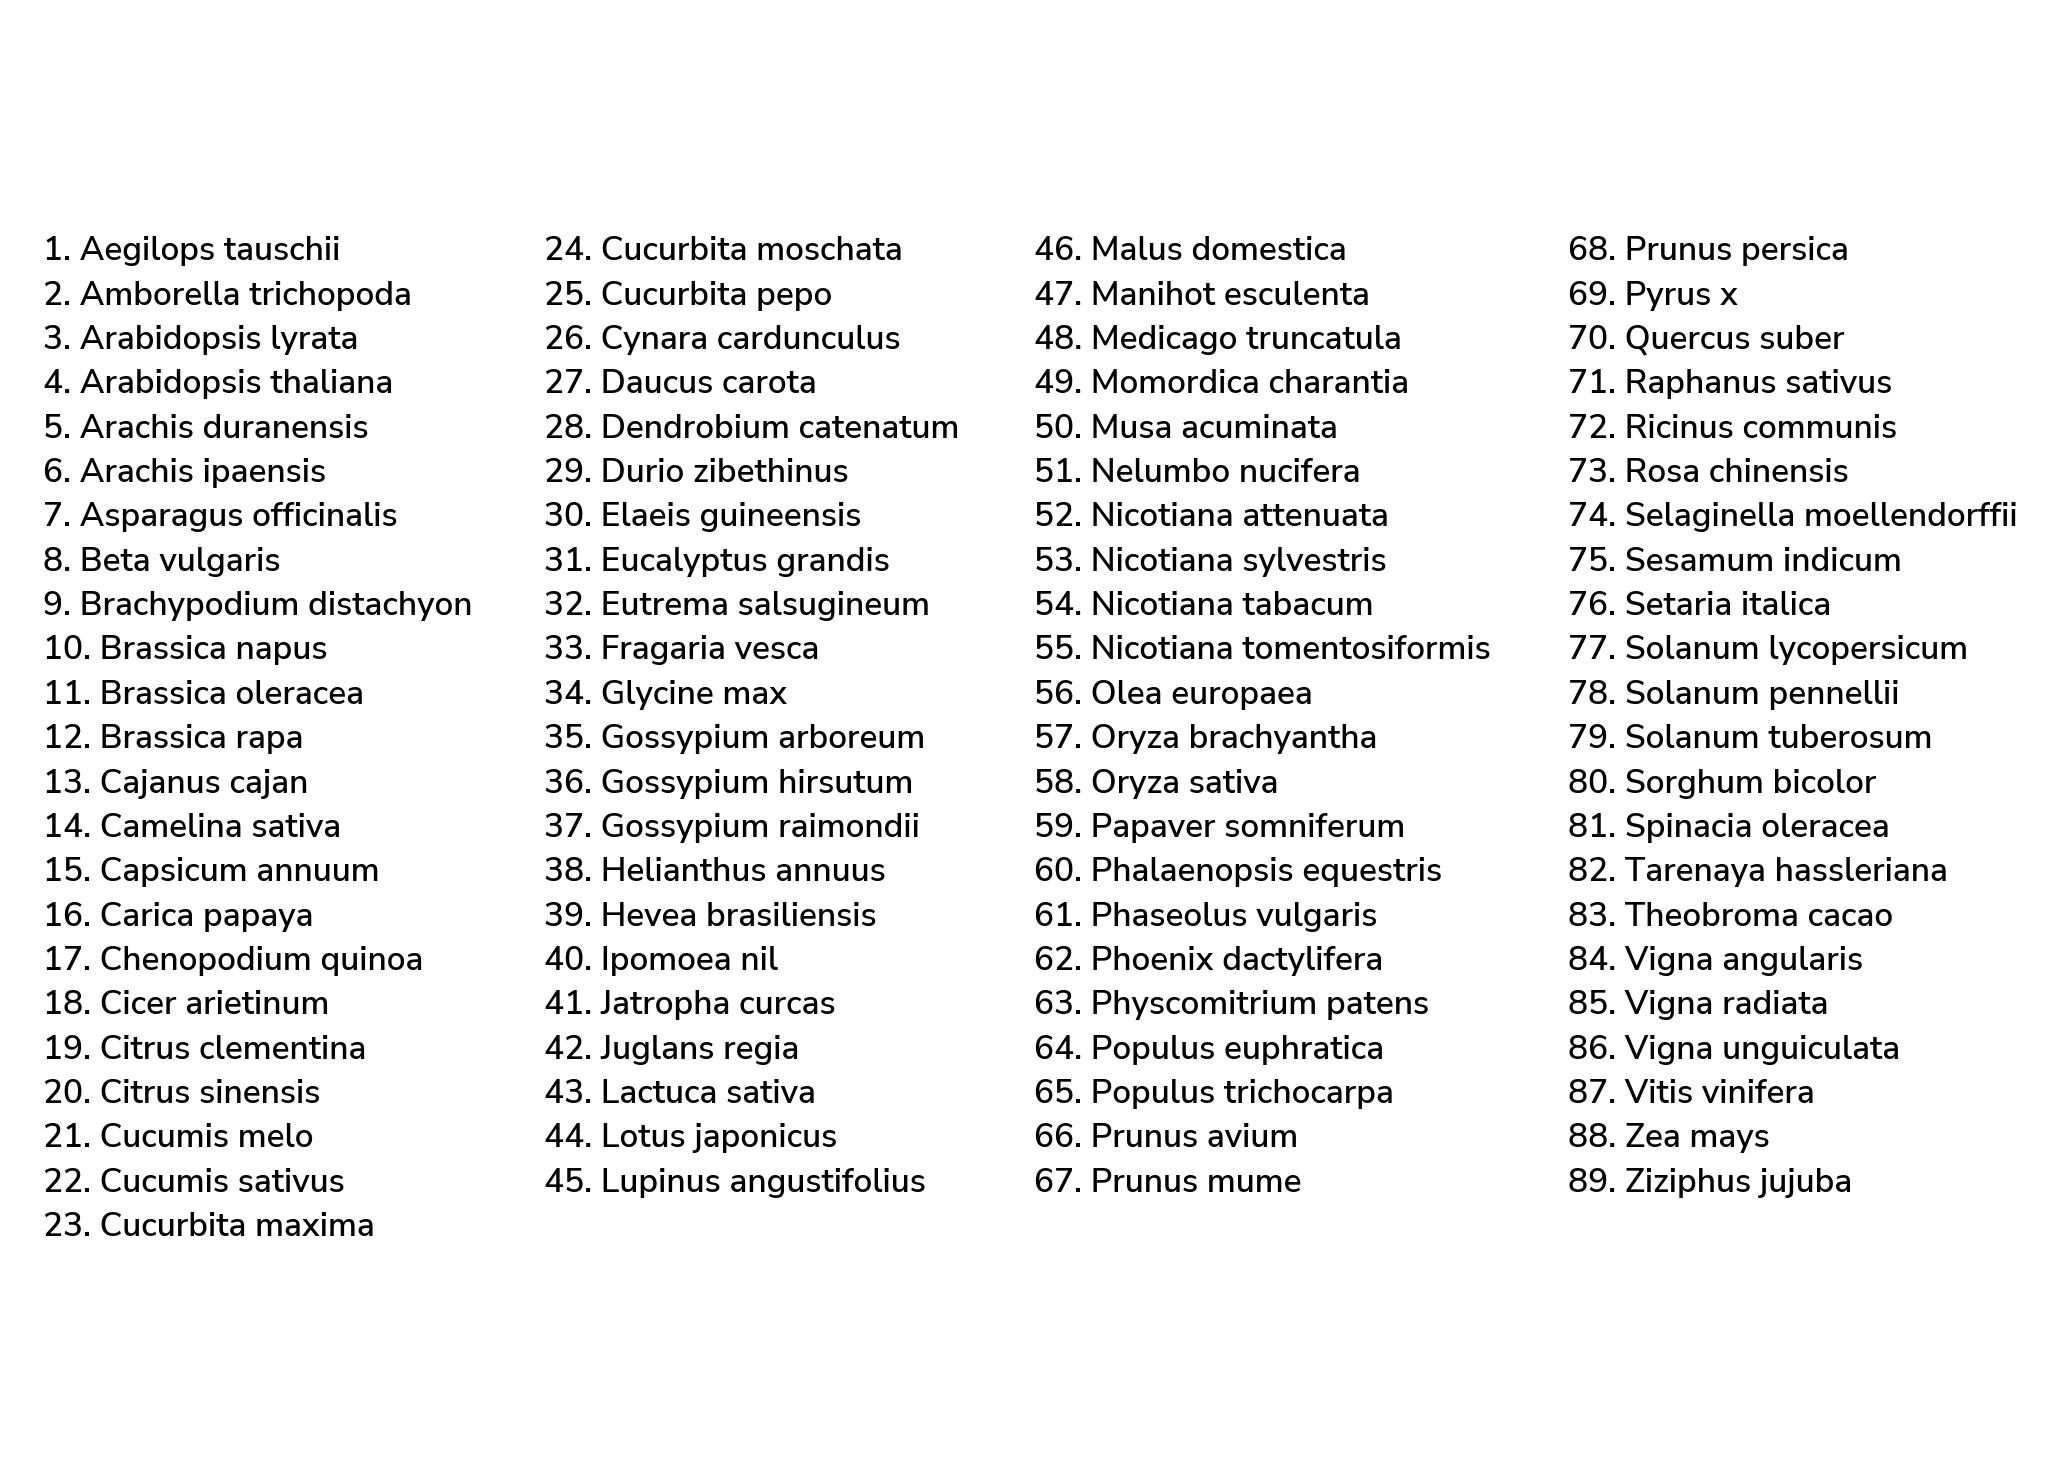 1. Aegilops tauschii
2. Amborella trichopoda
3. Arabidopsis lyrata
4. Arabidopsis thaliana
5. Arachis duranensis
6. Arachis ipaensis
7. Asparagus officinalis
8. Beta vulgaris
9. Brachypodium distachyon
10. Brassica napus
11. Brassica oleracea
12. Brassica rapa
13. Cajanus cajan
14. Camelina sativa
15. Capsicum annuum
16. Carica papaya
17. Chenopodium quinoa
18. Cicer arietinum
19. Citrus clementina
20. Citrus sinensis
21. Cucumis melo
22. Cucumis sativus
23. Cucurbita maxima
24. Cucurbita moschata
25. Cucurbita pepo
26. Cynara cardunculus
27. Daucus carota
28. Dendrobium catenatum
29. Durio zibethinus
30. Elaeis guineensis
31. Eucalyptus grandis
32. Eutrema salsugineum
33. Fragaria vesca
34. Glycine max
35. Gossypium arboreum
36. Gossypium hirsutum
37. Gossypium raimondii
38. Helianthus annuus
39. Hevea brasiliensis
40. Ipomoea nil
41. Jatropha curcas
42. Juglans regia
43. Lactuca sativa
44. Lotus japonicus
45. Lupinus angustifolius
46. Malus domestica
47. Manihot esculenta
48. Medicago truncatula
49. Momordica charantia
50. Musa acuminata
51. Nelumbo nucifera
52. Nicotiana attenuata
53. Nicotiana sylvestris
54. Nicotiana tabacum
55. Nicotiana tomentosiformis
56. Olea europaea
57. Oryza brachyantha
58. Oryza sativa
59. Papaver somniferum
60. Phalaenopsis equestris
61. Phaseolus vulgaris
62. Phoenix dactylifera
63. Physcomitrium patens
64. Populus euphratica
65. Populus trichocarpa
66. Prunus avium
67. Prunus mume
68. Prunus persica
69. Pyrus x
70. Quercus suber
71. Raphanus sativus
72. Ricinus communis
73. Rosa chinensis
74. Selaginella moellendorffii
75. Sesamum indicum
76. Setaria italica
77. Solanum lycopersicum
78. Solanum pennellii
79. Solanum tuberosum
80. Sorghum bicolor
81. Spinacia oleracea
82. Tarenaya hassleriana
83. Theobroma cacao
84. Vigna angularis
85. Vigna radiata
86. Vigna unguiculata
87. Vitis vinifera
88. Zea mays
89. Ziziphus jujuba